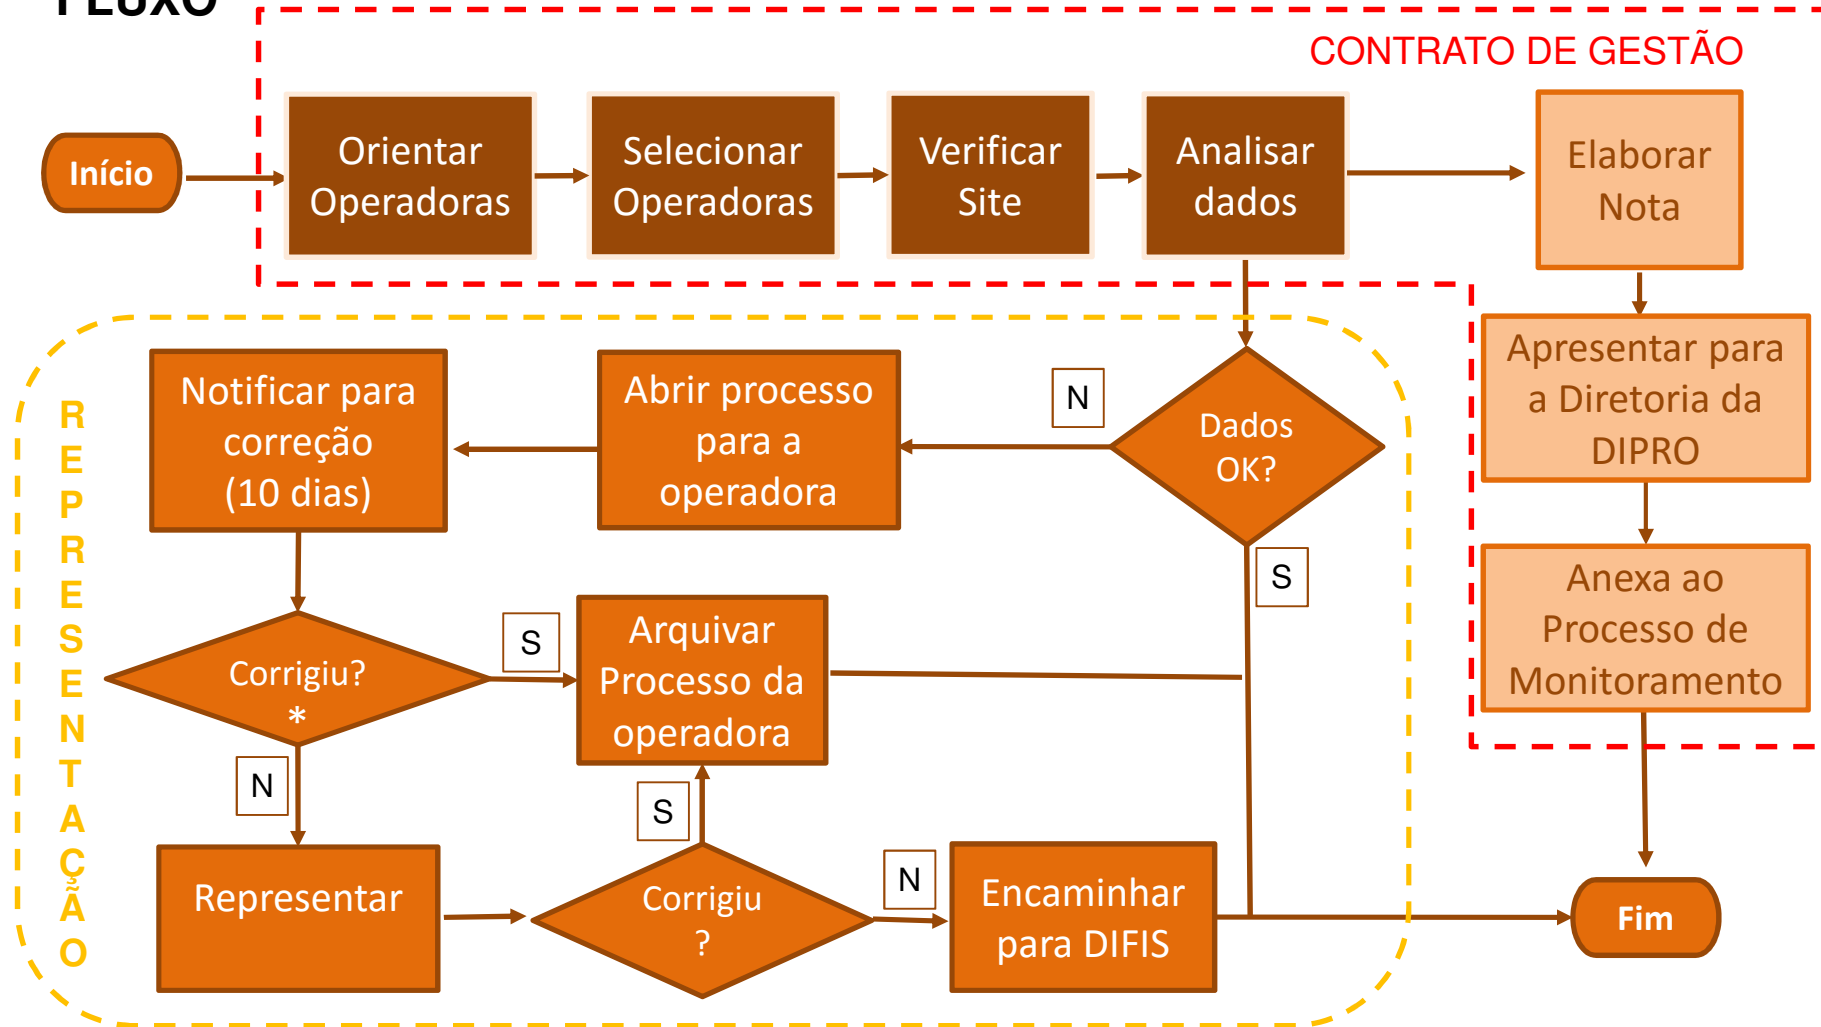 FLUXO
CONTRATO DE GESTÃO
Início
Orientar
Operadoras
Selecionar
Operadoras
Verificar
Site
Analisar
dados
Elaborar
Nota
Apresentar para
a Diretoria da
DIPRO
Anexa ao
Processo de
Monitoramento
R
E
P
R
E
S
E
N
T
A
Ç
Ã
O
Notificar para
correção
(10 dias)
Abrir processo
para a
operadora
N
Dados
OK?
S
Corrigiu?
*
S
Arquivar
Processo da
operadora
N
S
Representar
Corrigiu
?
N
Encaminhar
para DIFIS
Fim